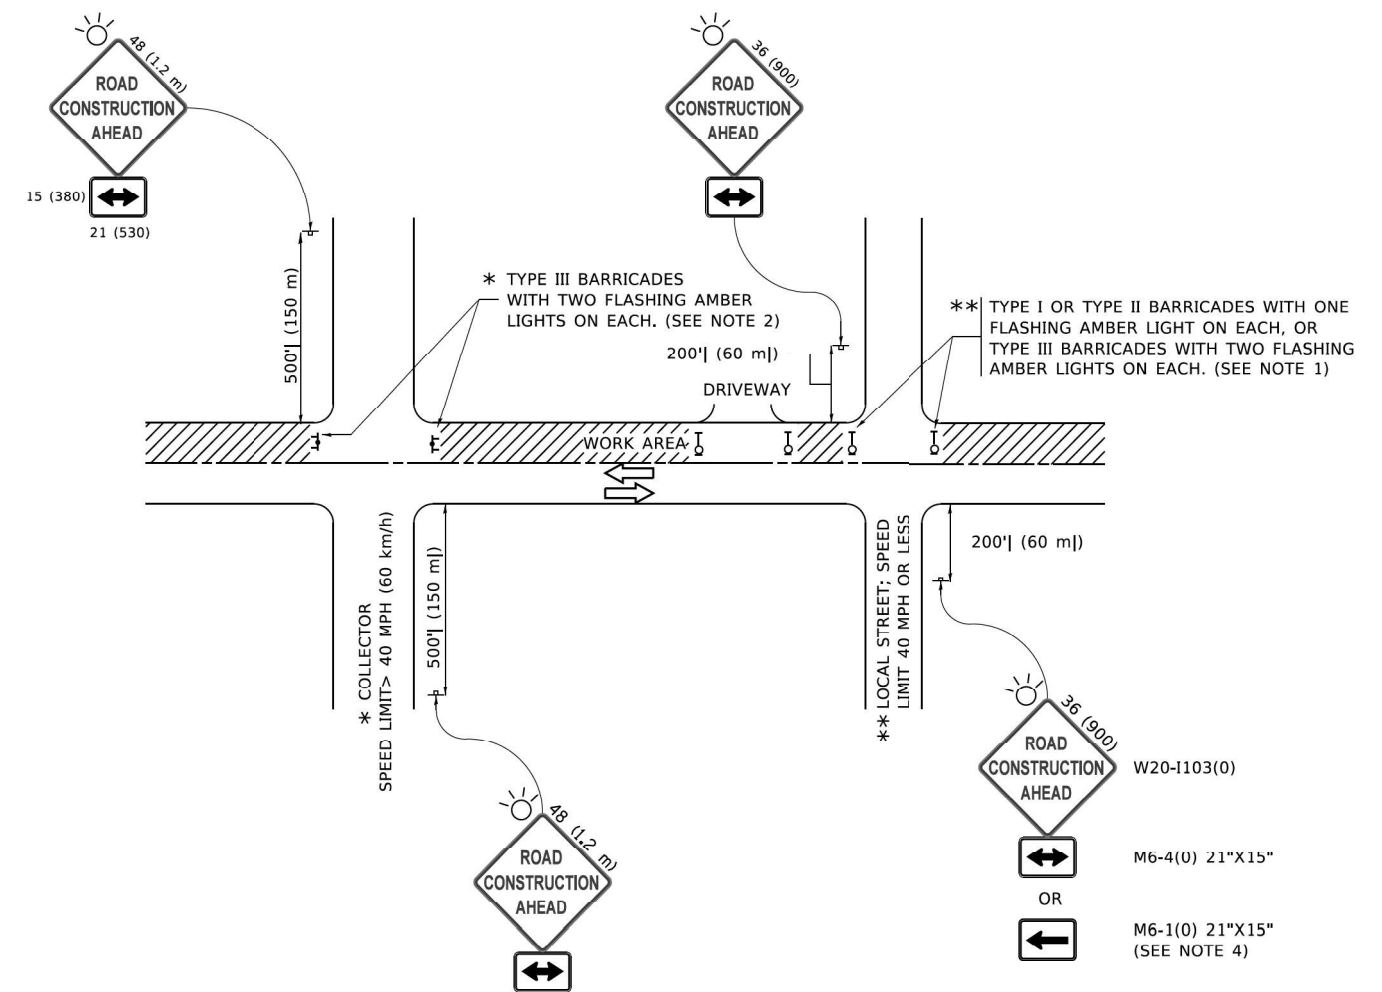 48 (1.2 m)
ROAD
CONSTRUCTION
AHEAD
15 (380)
21 (530)
36 (900)
ROAD
CONSTRUCTION
AHEAD
500'| (150 m)
* TYPE III BARRICADES
WITH TWO FLASHING AMBER
LIGHTS ON EACH. (SEE NOTE 2)
200'| (60 m|)
DRIVEWAY
** TYPE I OR TYPE II BARRICADES WITH ONE
FLASHING AMBER LIGHT ON EACH, OR
TYPE III BARRICADES WITH TWO FLASHING
AMBER LIGHTS ON EACH. (SEE NOTE 1)
WORK AREA
* COLLECTOR
SPEED LIMIT> 40 MPH (60 km/h)
500'| (150 m|)
** LOCAL STREET; SPEED
LIMIT 40 MPH OR LESS
200'| (60 m|)
48 (1.2 m)
ROAD
CONSTRUCTION
AHEAD
36 (900)
ROAD
CONSTRUCTION
AHEAD
W20-I103(0)
M6-4(0) 21"X15"
OR
M6-1(0) 21"X15"
(SEE NOTE 4)